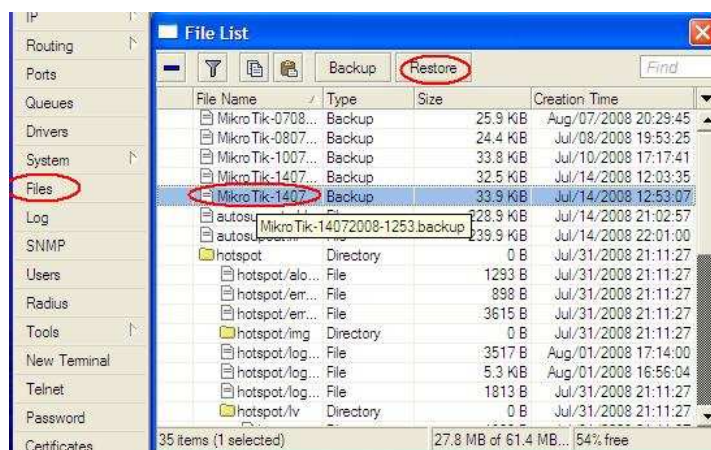 IP
Routing
Ports
Queues
Drivers
System
Files
Log
SNMP
Users
Radius
Tools
New Terminal
Telnet
Password
Certificates
File List
Backup Restore Find
File Name Type Size Creation Time
MikroTik-0708... Backup 25.9 KiB Aug/07/2008 20:29:45
MikroTik-0807... Backup 24.4 KiB Jul/08/2008 19:53:25
MikroTik-1007... Backup 33.8 KiB Jul/10/2008 17:17:41
MikroTik-1407... Backup 32.5 KiB Jul/14/2008 12:03:35
MikroTik-1407... Backup 33.9 KiB Jul/14/2008 12:53:07
228.9 KiB Jul/14/2008 21:02:57
MikroTik-14072008-1253.backup
239.9 KiB Jul/14/2008 22:01:00
hotspot Directory 0 B Jul/31/2008 21:11:27
hotspot/alo... File 1293 B Jul/31/2008 21:11:27
hotspot/err... File 898 B Jul/31/2008 21:11:27
hotspot/err... File 3615 B Jul/31/2008 21:11:27
hotspot/img Directory 0 B Jul/31/2008 21:11:27
hotspot/log... File 3517 B Aug/01/2008 17:14:00
hotspot/log... File 5.3 KiB Aug/01/2008 16:56:04
hotspot/log... File 1813 B Jul/31/2008 21:11:27
hotspot/lv Directory 0 B Jul/31/2008 21:11:27
35 items (1 selected) 27.8 MB of 61.4 MB... 54% free